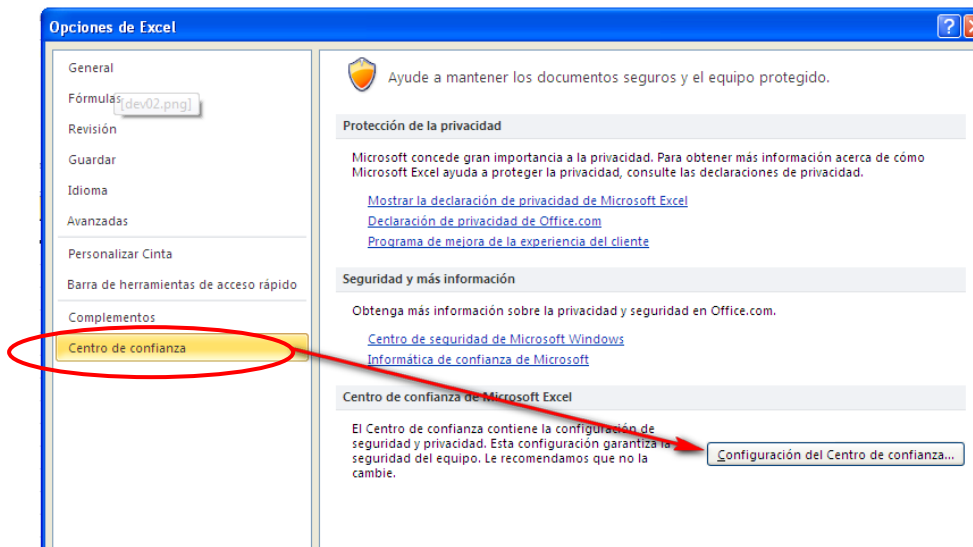 Opciones de Excel
General
Fórmulas
[dev02.png]
Revisión
Guardar
Idioma
Avanzadas
Personalizar Cinta
Barra de herramientas de acceso rápido
Complementos
Centro de confianza
Ayude a mantener los documentos seguros y el equipo protegido.
Protección de la privacidad
Microsoft concede gran importancia a la privacidad. Para obtener más información acerca de cómo
Microsoft Excel ayuda a proteger la privacidad, consulte las declaraciones de privacidad.
Mostrar la declaración de privacidad de Microsoft Excel
Declaración de privacidad de Office.com
Programa de mejora de la experiencia del cliente
Seguridad y más información
Obtenga más información sobre la privacidad y seguridad en Office.com.
Centro de seguridad de Microsoft Windows
Informática de confianza de Microsoft
Centro de confianza de Microsoft Excel
El Centro de confianza contiene la configuración de
seguridad y privacidad. Esta configuración garantiza la
seguridad del equipo. Le recomendamos que no la
cambie.
Configuración del Centro de confianza...